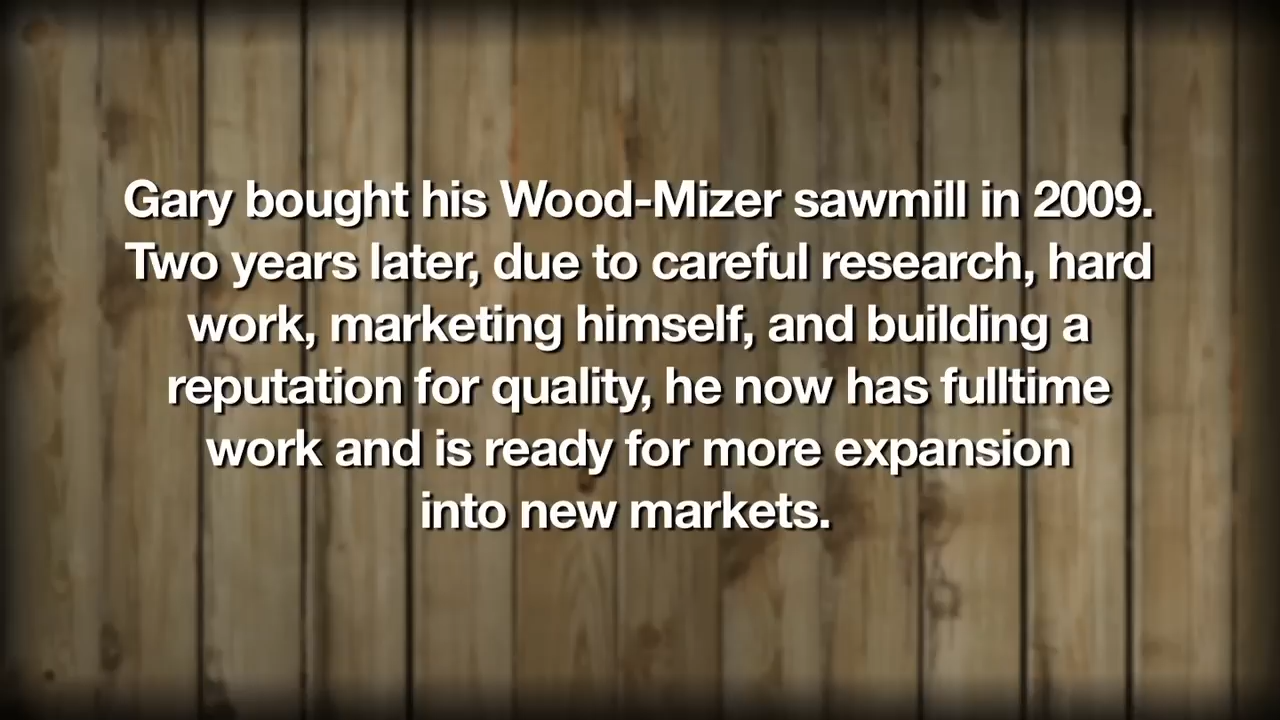 Gary bought his Wood-Mizer sawmill in 2009.
Two years later, due to careful research, hard
work, marketing himself, and building a
reputation for quality, he now has fulltime
work and is ready for more expansion
into new markets.